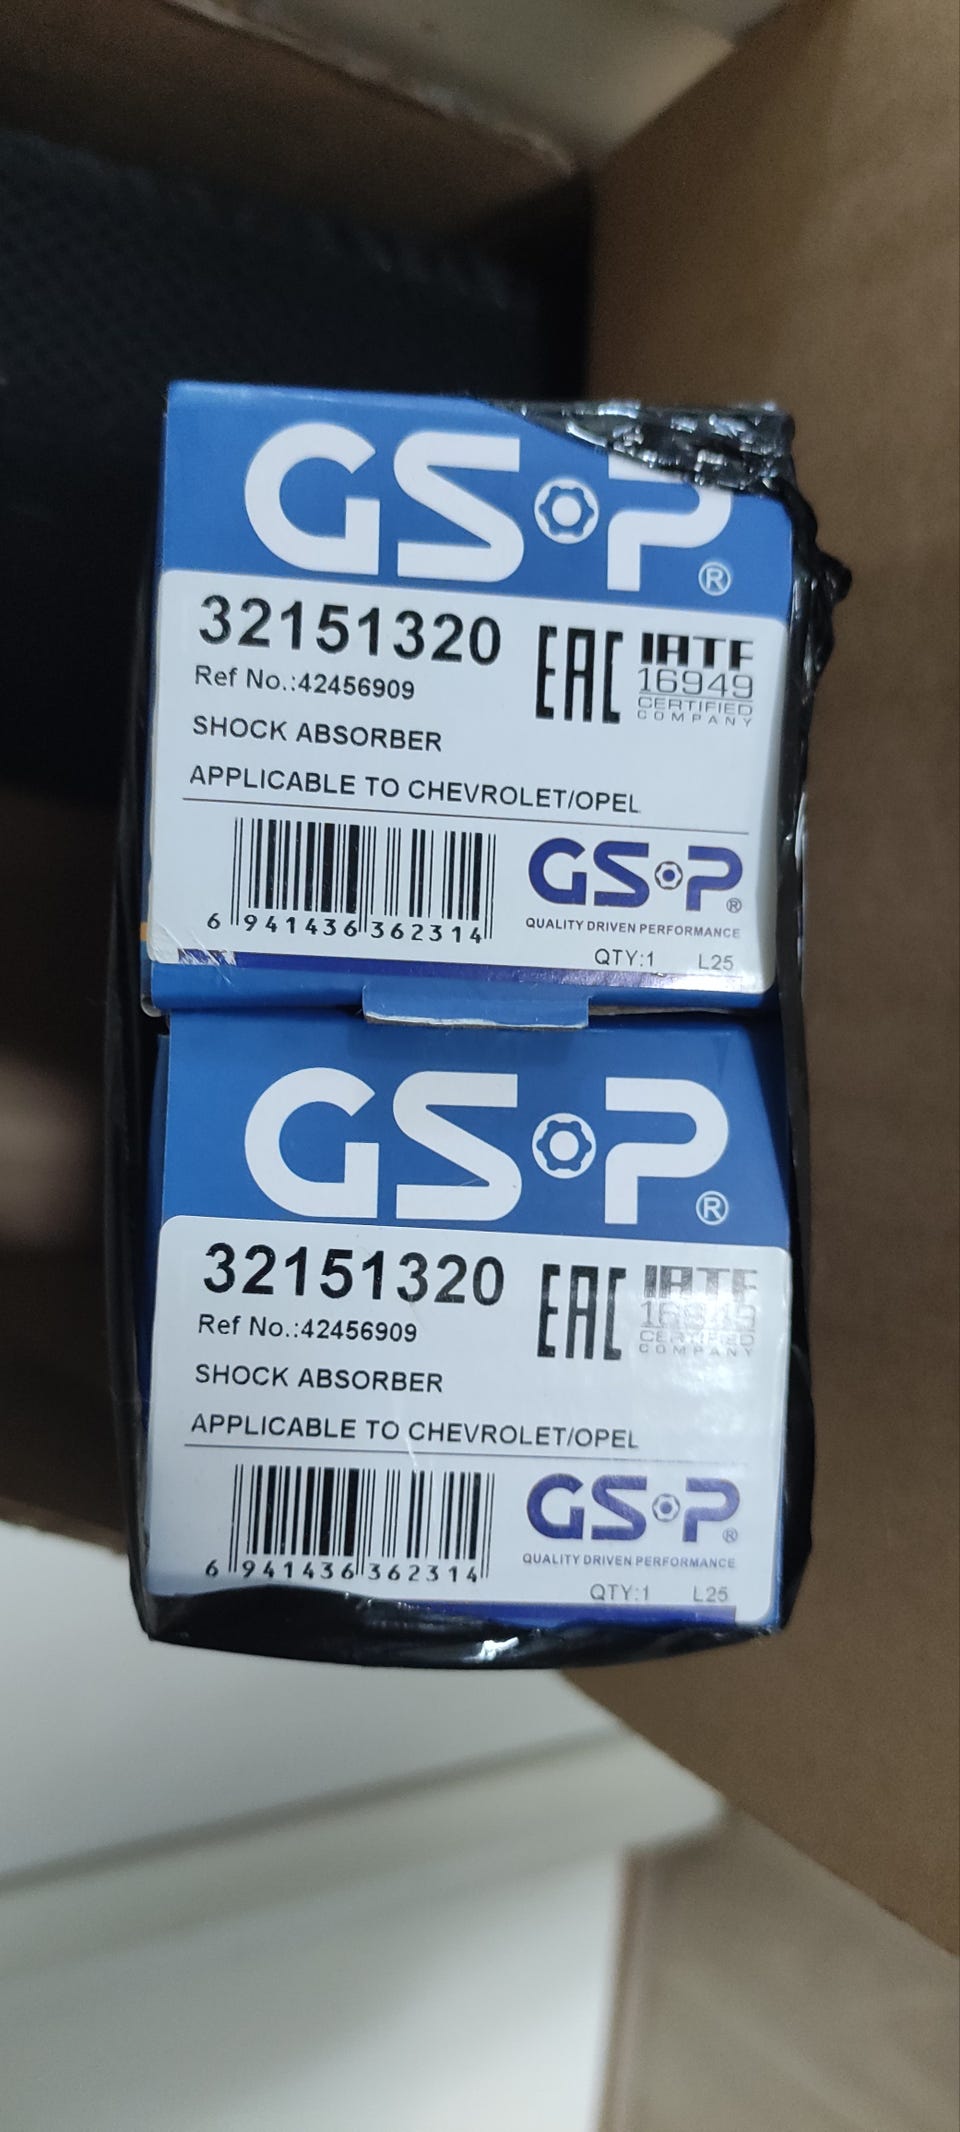 GSP®
32151320
EAC
IATF
16949
CERTIFIED
COMPANY
Ref No.:42456909
SHOCK ABSORBER
APPLICABLE TO CHEVROLET/OPEL
6 941436 362314
GSP®
QUALITY DRIVEN PERFORMANCE
QTY:1 L25
GSP®
32151320
EAC
IATF
16949
CERTIFIED
COMPANY
Ref No.:42456909
SHOCK ABSORBER
APPLICABLE TO CHEVROLET/OPEL
6 941436 362314
GSP®
QUALITY DRIVEN PERFORMANCE
QTY:1 L25